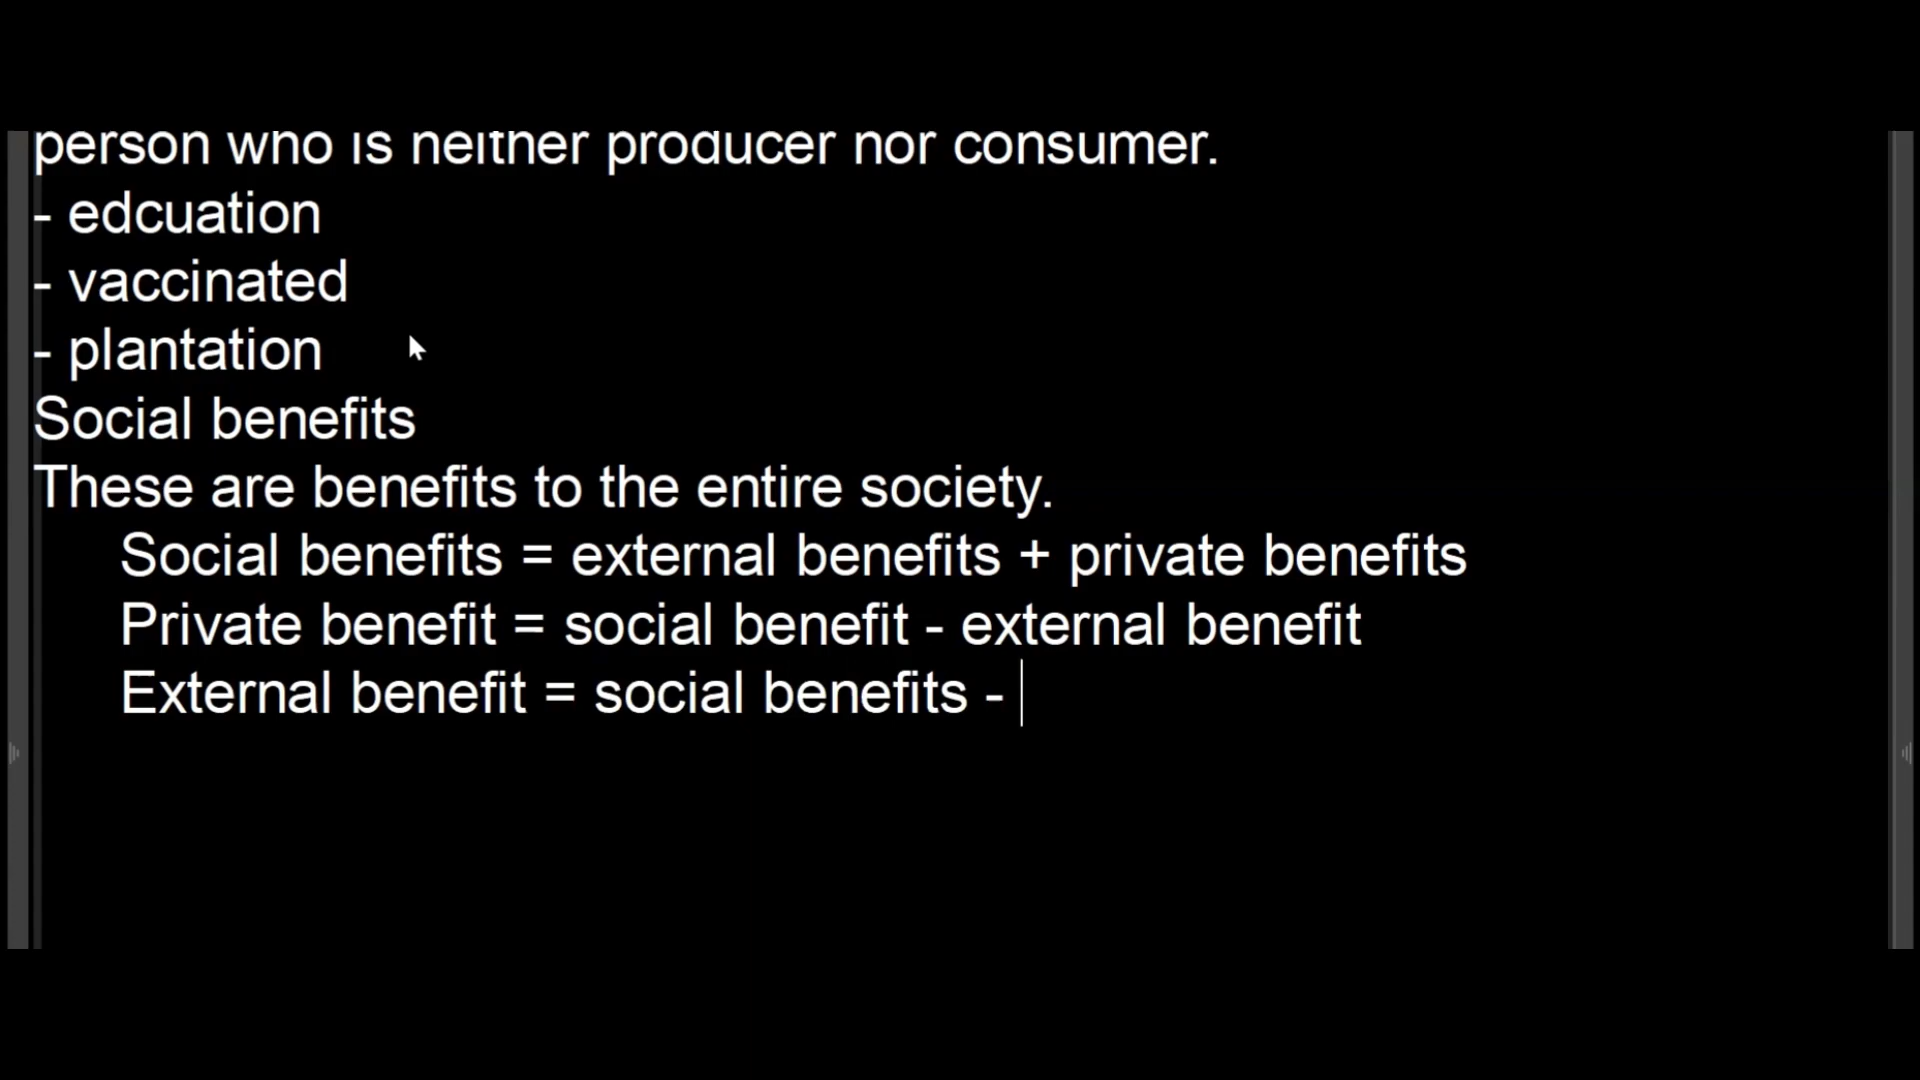 person who is neither producer nor consumer.
- edcuation
- vaccinated
- plantation
Social benefits
These are benefits to the entire society.
Social benefits = external benefits + private benefits
Private benefit = social benefit - external benefit
External benefit = social benefits -